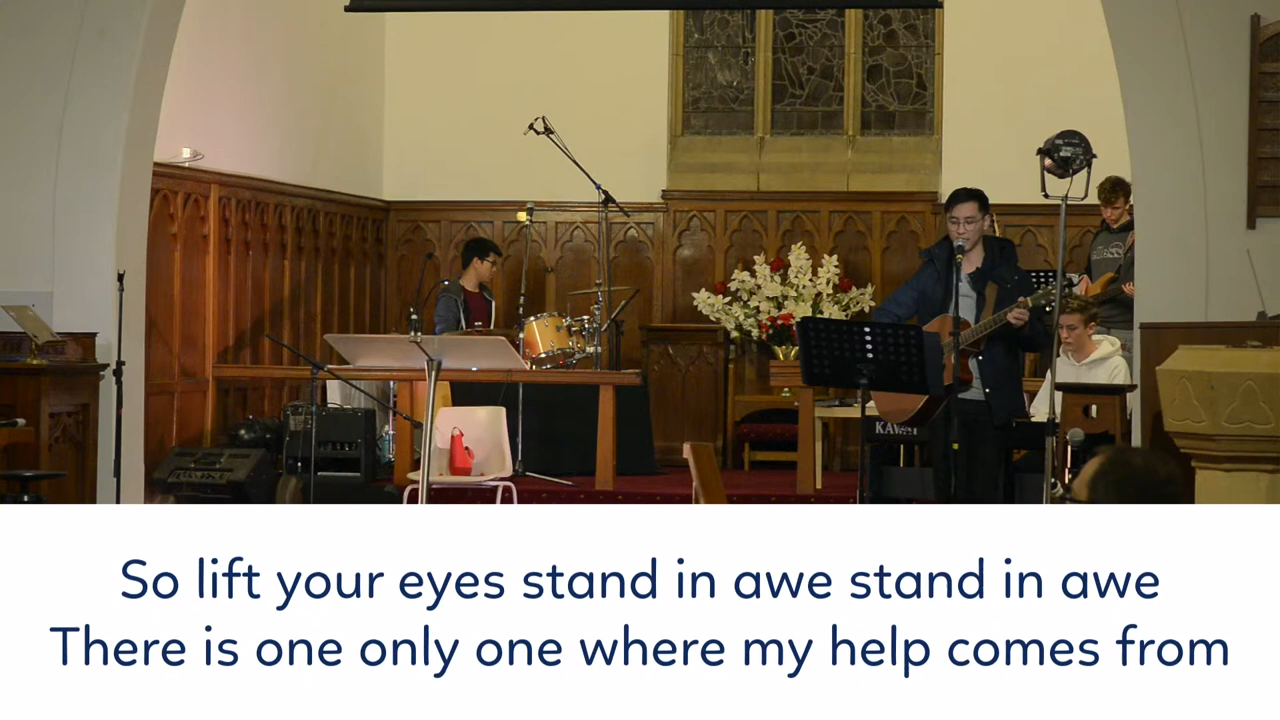 KAWAI
So lift your eyes stand in awe stand in awe
There is one only one where my help comes from